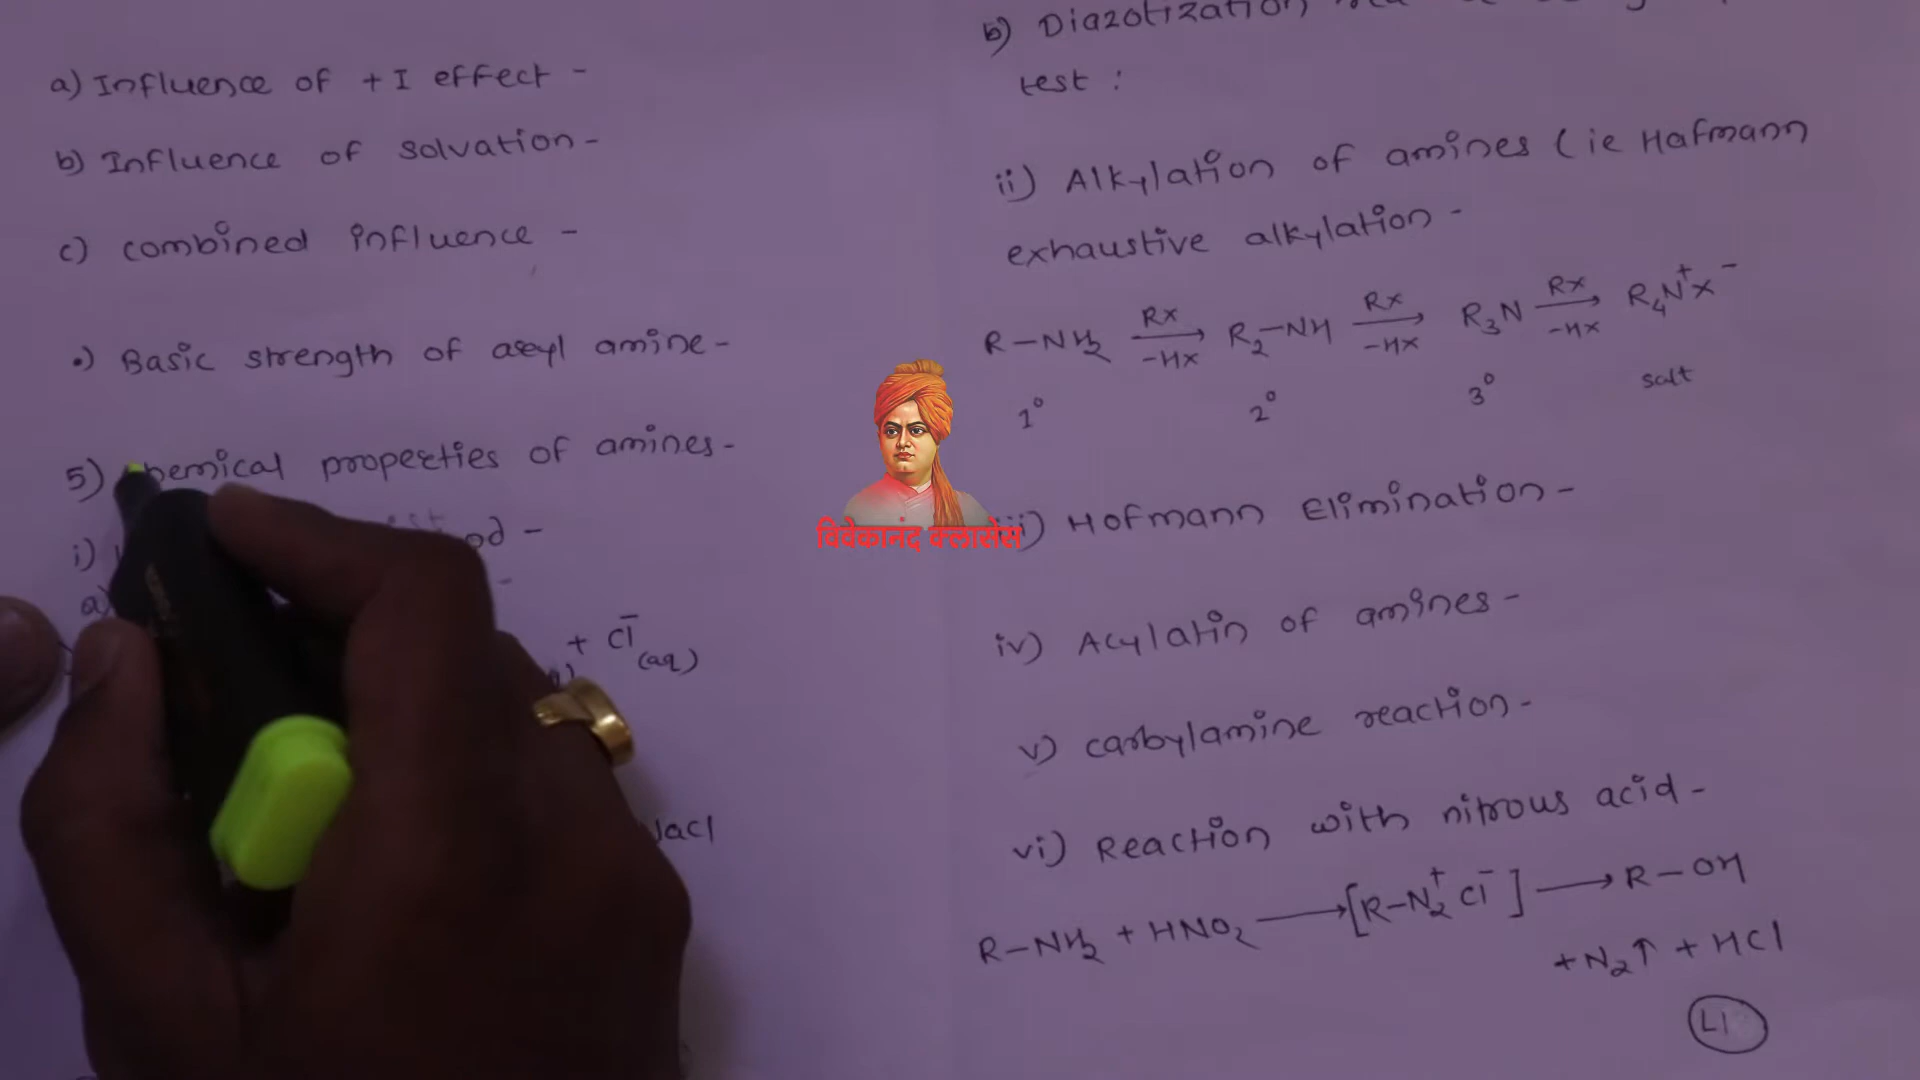 a) Influence of + I effect -
b) Influence of solvation -
c) combined influence -
•) Basic strength of aryl amine -
5) chemical properties of amines -
i)
a)
+ Cl⁻
(aq)
b) Diazotization
test :
ii) Alkylation of amines ( ie Hafmann
exhaustive alkylation -
R-NH₂ Rx/-Hx → R₂-NH Rx/-Hx → R₃N Rx/-Hx → R₄N⁺x⁻
1° 2° 3° salt
विवेकानंद क्लासेस
iii) Hofmann Elimination -
iv) Acylatin of amines -
v) carbylamine reaction -
vi) Reaction with nitrous acid -
R-NH₂ + HNO₂ → [R-N₂⁺Cl⁻] → R-OH
+ N₂↑ + HCl
L1